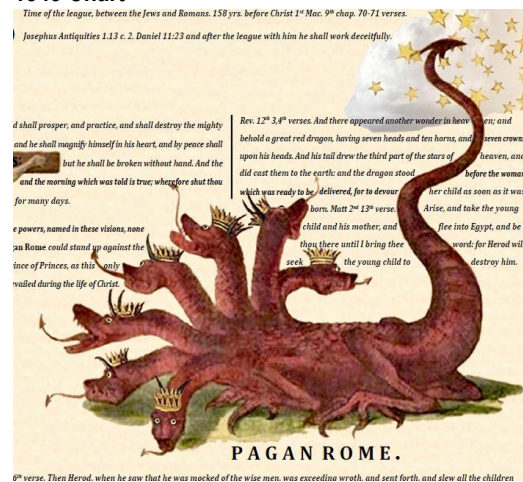 Time of the league, between the Jews and Romans. 158 yrs. before Christ 1st Mac. 9th chap. 70-71 verses.
Josephus Antiquities 1.13 c. 2. Daniel 11:23 and after the league with him he shall work deceitfully.
d shall prosper, and practice, and shall destroy the mighty
and he shall magnify himself in his heart, and by peace shall
but he shall be broken without hand. And the
and the morning which was told is true; wherefore shut thou
for many days.
e powers, named in these visions, none
gan Rome could stand up against the
ince of Princes, as this only
vailed during the life of Christ.
Rev. 12th 3,4th verses. And there appeared another wonder in heaven; and
behold a great red dragon, having seven heads and ten horns, and seven crowns
upon his heads. And his tail drew the third part of the stars of heaven, and
did cast them to the earth: and the dragon stood before the woman
which was ready to be delivered, for to devour her child as soon as it was
born. Matt 2nd 13th verse. Arise, and take the young
child and his mother, and flee into Egypt, and be
thou there until I bring thee word: for Herod wil
seek the young child to destroy him.
PAGAN ROME.
6th verse. Then Herod, when he saw that he was mocked of the wise men, was exceeding wroth, and sent forth, and slew all the children